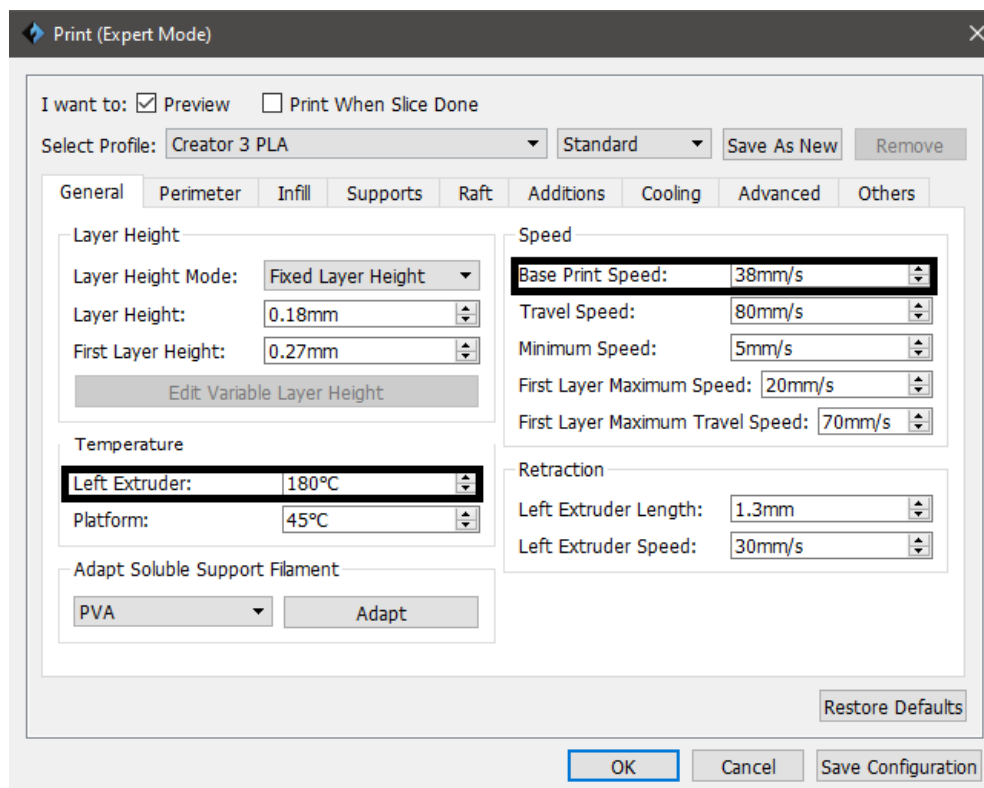 Print (Expert Mode)
I want to: Preview Print When Slice Done
Select Profile: Creator 3 PLA Standard Save As New Remove
General Perimeter Infill Supports Raft Additions Cooling Advanced Others
Layer Height
Layer Height Mode: Fixed Layer Height
Layer Height: 0.18mm
First Layer Height: 0.27mm
Edit Variable Layer Height
Temperature
Left Extruder: 180°C
Platform: 45°C
Adapt Soluble Support Filament
PVA Adapt
Speed
Base Print Speed: 38mm/s
Travel Speed: 80mm/s
Minimum Speed: 5mm/s
First Layer Maximum Speed: 20mm/s
First Layer Maximum Travel Speed: 70mm/s
Retraction
Left Extruder Length: 1.3mm
Left Extruder Speed: 30mm/s
Restore Defaults
OK Cancel Save Configuration